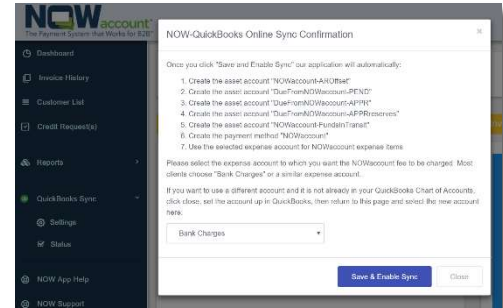 NOWaccount
The Payment System that Works for B2B
Dashboard
Invoice History
Customer List
Credit Request(s)
Reports
QuickBooks Sync
Settings
Status
NOW App Help
NOW Support
NOW-QuickBooks Online Sync Confirmation
×
Once you click "Save and Enable Sync" our application will automatically:
1. Create the asset account "NOWaccount-AROffset"
2. Create the asset account "DueFromNOWaccount-PEND"
3. Create the asset account "DueFromNOWaccount-APPR"
4. Create the asset account "DueFromNOWaccount-APPRreserves"
5. Create the asset account "NOWaccount-FundsInTransit"
6. Create the payment method "NOWaccount"
7. Use the selected expense account for NOWaccount expense items
Please select the expense account to which you want the NOWaccount fee to be charged. Most
clients choose "Bank Charges" or a similar expense account.
If you want to use a different account and it is not already in your QuickBooks Chart of Accounts,
click close, set the account up in QuickBooks, then return to this page and select the new account
here.
Bank Charges
Save & Enable Sync
Close